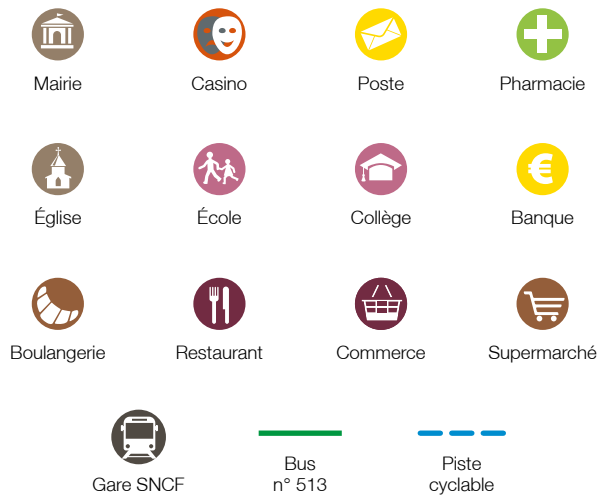 Mairie
Casino
Poste
Pharmacie
Église
École
Collège
Banque
Boulangerie
Restaurant
Commerce
Supermarché
Gare SNCF
Bus
n° 513
Piste
cyclable